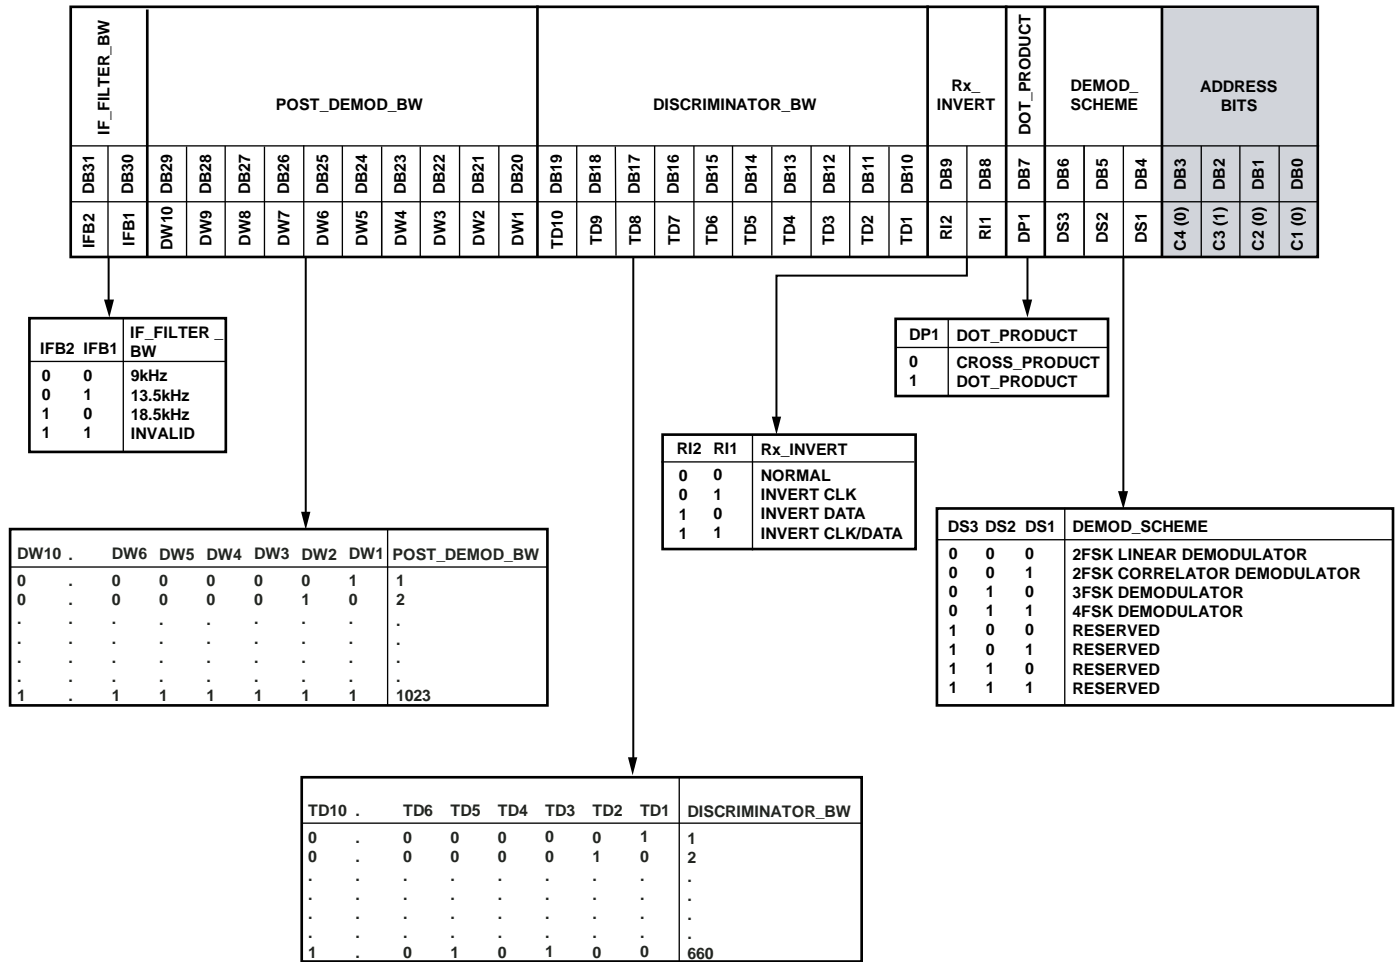 IF_FILTER_BW
POST_DEMOD_BW
DISCRIMINATOR_BW
Rx_
INVERT
DOT_PRODUCT
DEMOD_
SCHEME
ADDRESS
BITS
DB31 DB30 DB29 DB28 DB27 DB26 DB25 DB24 DB23 DB22 DB21 DB20 DB19 DB18 DB17 DB16 DB15 DB14 DB13 DB12 DB11 DB10 DB9 DB8 DB7 DB6 DB5 DB4 DB3 DB2 DB1 DB0
IFB2 IFB1 DW10 DW9 DW8 DW7 DW6 DW5 DW4 DW3 DW2 DW1 TD10 TD9 TD8 TD7 TD6 TD5 TD4 TD3 TD2 TD1 RI2 RI1 DP1 DS3 DS2 DS1 C4 (0) C3 (1) C2 (0) C1 (0)
IFB2 IFB1 IF_FILTER_
BW
0 0 9kHz
0 1 13.5kHz
1 0 18.5kHz
1 1 INVALID
DP1 DOT_PRODUCT
0 CROSS_PRODUCT
1 DOT_PRODUCT
RI2 RI1 Rx_INVERT
0 0 NORMAL
0 1 INVERT CLK
1 0 INVERT DATA
1 1 INVERT CLK/DATA
DS3 DS2 DS1 DEMOD_SCHEME
0 0 0 2FSK LINEAR DEMODULATOR
0 0 1 2FSK CORRELATOR DEMODULATOR
0 1 0 3FSK DEMODULATOR
0 1 1 4FSK DEMODULATOR
1 0 0 RESERVED
1 0 1 RESERVED
1 1 0 RESERVED
1 1 1 RESERVED
DW10 . DW6 DW5 DW4 DW3 DW2 DW1 POST_DEMOD_BW
0 . 0 0 0 0 0 1 1
0 . 0 0 0 0 1 0 2
. . . . . . . . .
. . . . . . . . .
. . . . . . . . .
. . . . . . . . .
1 . 1 1 1 1 1 1 1023
TD10 . TD6 TD5 TD4 TD3 TD2 TD1 DISCRIMINATOR_BW
0 . 0 0 0 0 0 1 1
0 . 0 0 0 0 1 0 2
. . . . . . . . .
. . . . . . . . .
. . . . . . . . .
. . . . . . . . .
1 . 0 1 0 1 0 0 660